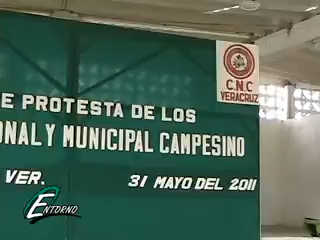 C.N.C
VERACRUZ
E PROTESTA DE LOS
ONAL Y MUNICIPAL CAMPESINO
VER. 31 MAYO DEL 2011
ENTORNO